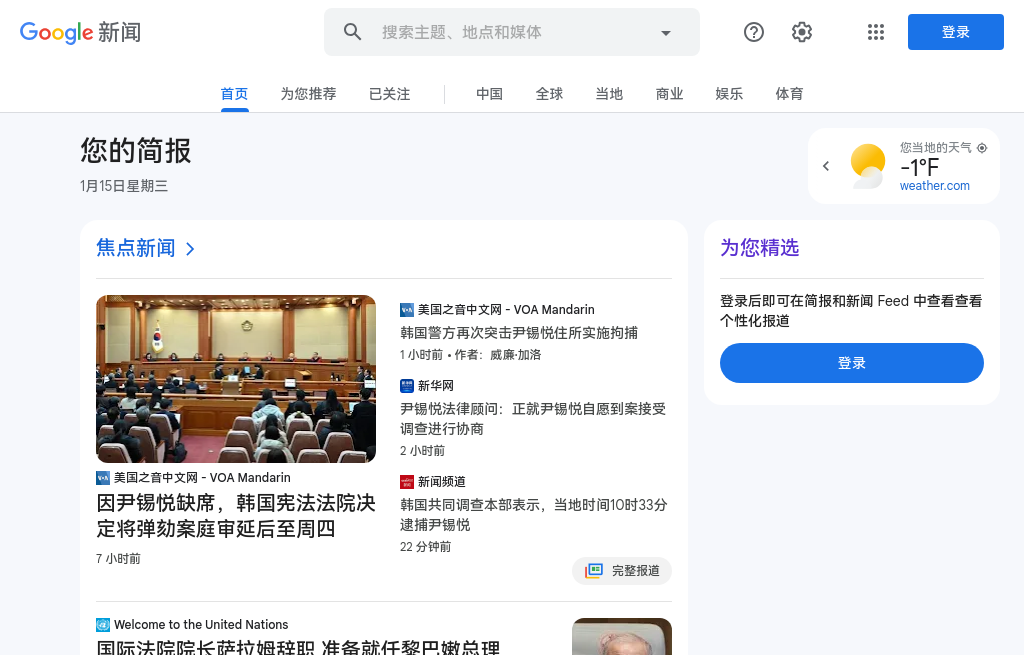 Google 新闻
搜索主题、地点和媒体
登录
首页
为您推荐
已关注
中国
全球
当地
商业
娱乐
体育
您的简报
1月15日星期三
您当地的天气
-1°F
weather.com
焦点新闻
美国之音中文网 - VOA Mandarin
因尹锡悦缺席，韩国宪法法院决
定将弹劾案庭审延后至周四
7 小时前
美国之音中文网 - VOA Mandarin
韩国警方再次突击尹锡悦住所实施拘捕
1 小时前 • 作者：威廉·加洛
新华网
尹锡悦法律顾问：正就尹锡悦自愿到案接受
调查进行协商
2 小时前
新闻频道
韩国共同调查本部表示，当地时间10时33分
逮捕尹锡悦
22 分钟前
完整报道
Welcome to the United Nations
国际法院院长萨拉姆辞职 准备就任黎巴嫩总理
为您精选
登录后即可在简报和新闻 Feed 中查看查看
个性化报道
登录